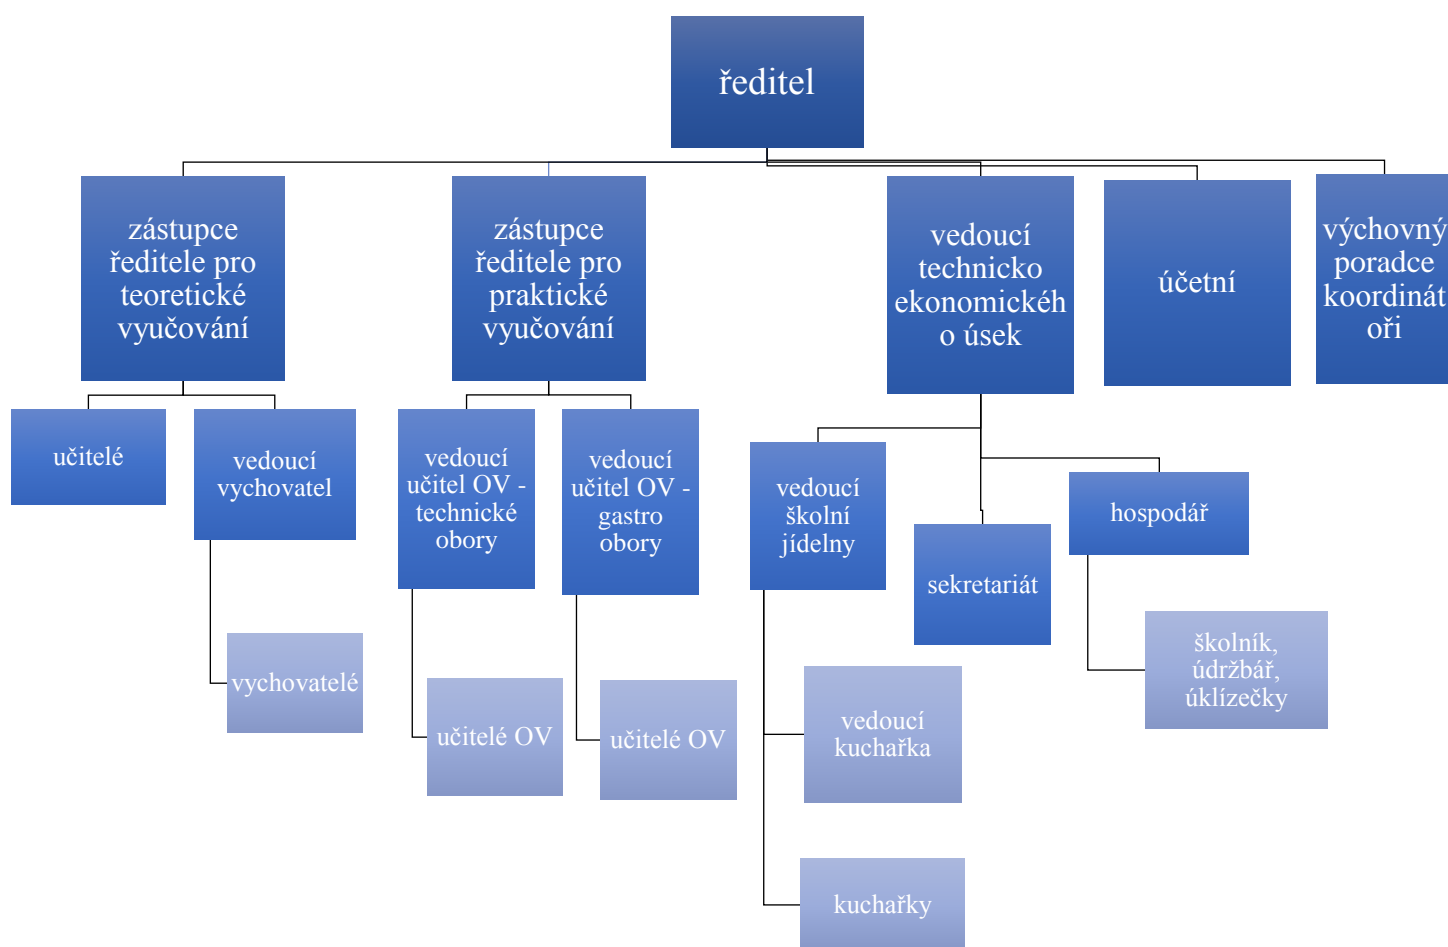 ředitel
zástupce
ředitele pro
teoretické
vyučování
zástupce
ředitele pro
praktické
vyučování
vedoucí
technicko
ekonomickéh
o úsek
účetní
výchovný
poradce
koordinát
oři
učitelé
vedoucí
vychovatel
vedoucí
učitel OV -
technické
obory
vedoucí
učitel OV -
gastro
obory
vedoucí
školní
jídelny
sekretariát
hospodář
vychovatelé
učitelé OV
učitelé OV
vedoucí
kuchařka
školník,
údržbář,
úklízečky
kuchařky